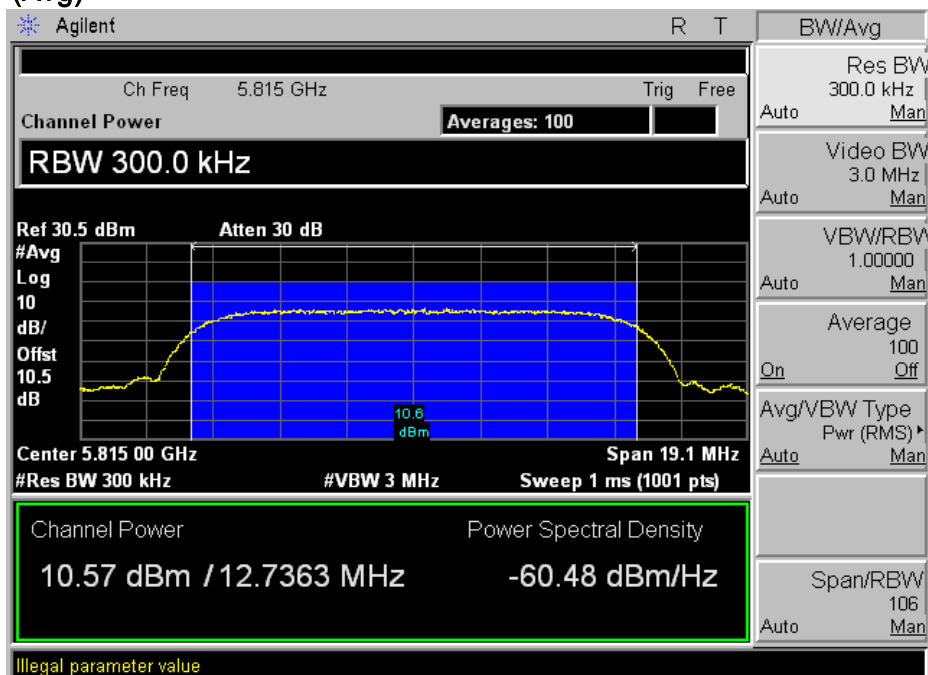 (Avg)
Agilent R T
Ch Freq 5.815 GHz Trig Free
Channel Power Averages: 100
RBW 300.0 kHz
Ref 30.5 dBm Atten 30 dB
#Avg
Log
10
dB/
Offst
10.5
dB
10.6
dBm
Center 5.815 00 GHz Span 19.1 MHz
#Res BW 300 kHz #VBW 3 MHz Sweep 1 ms (1001 pts)
Channel Power Power Spectral Density
10.57 dBm / 12.7363 MHz -60.48 dBm/Hz
Illegal parameter value
BW/Avg
Res BW
300.0 kHz
Auto Man
Video BW
3.0 MHz
Auto Man
VBW/RBW
1.00000
Auto Man
Average
100
On Off
Avg/VBW Type
Pwr (RMS)
Auto Man
Span/RBW
106
Auto Man